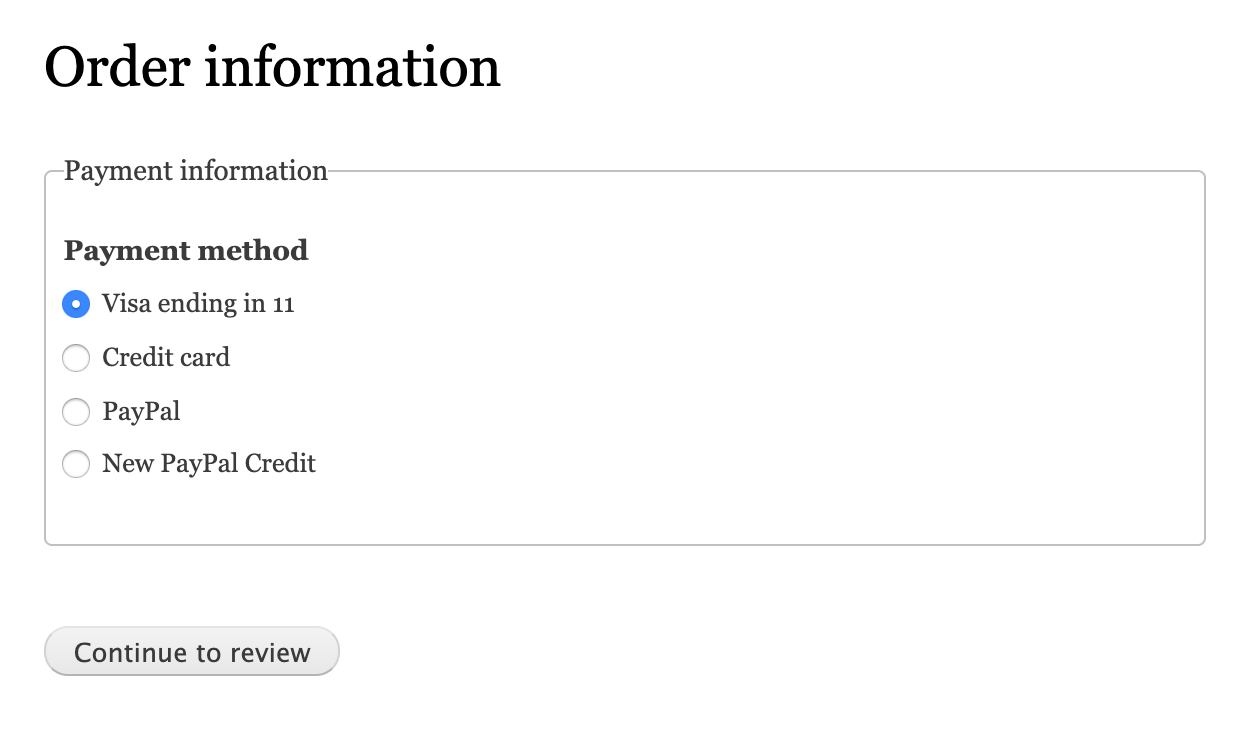 Order information
Payment information
Payment method
Visa ending in 11
Credit card
PayPal
New PayPal Credit
Continue to review